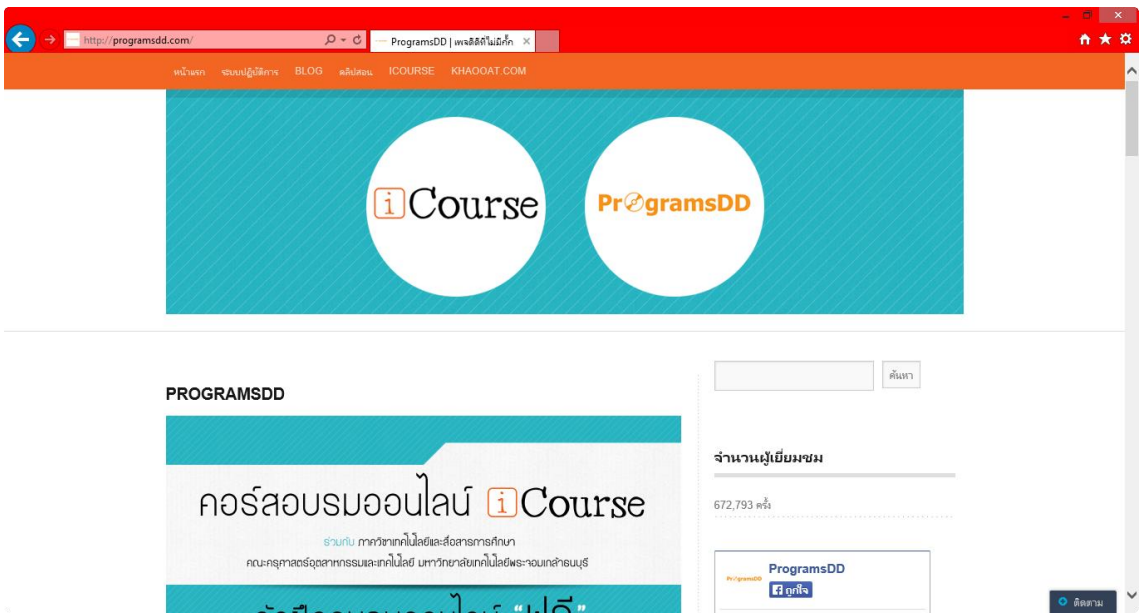 http://programsdd.com/
ProgramsDD | เพจดีดีที่ไม่มีกั๊ก
หน้าแรก ระบบปฏิบัติการ BLOG คลิปสอน ICOURSE KHAOOAT.COM
iCourse
ProgramsDD
ค้นหา
PROGRAMSDD
จำนวนผู้เยี่ยมชม
672,793 ครั้ง
คอร์สอบรมออนไลน์ iCourse
ร่วมกับ ภาควิชาเทคโนโลยีและสื่อสารการศึกษา
คณะครุศาสตร์อุตสาหกรรมและเทคโนโลยี มหาวิทยาลัยเทคโนโลยีพระจอมเกล้าธนบุรี
ProgramsDD
ProgramsDD
ถูกใจ
ติดตาม